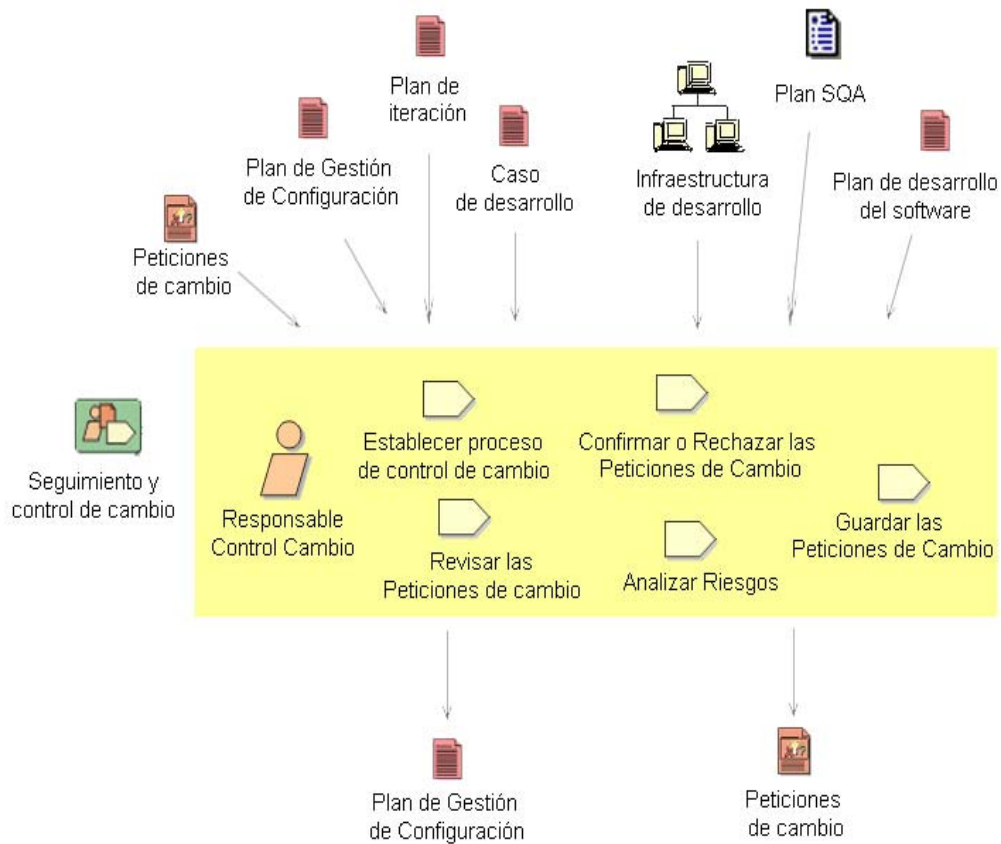 Plan de
iteración
Plan SQA
Plan de Gestión
de Configuración
Caso
de desarrollo
Infraestructura
de desarrollo
Plan de desarrollo
del software
Peticiones
de cambio
Seguimiento y
control de cambio
Responsable
Control Cambio
Establecer proceso
de control de cambio
Confirmar o Rechazar las
Peticiones de Cambio
Revisar las
Peticiones de cambio
Analizar Riesgos
Guardar las
Peticiones de Cambio
Plan de Gestión
de Configuración
Peticiones
de cambio